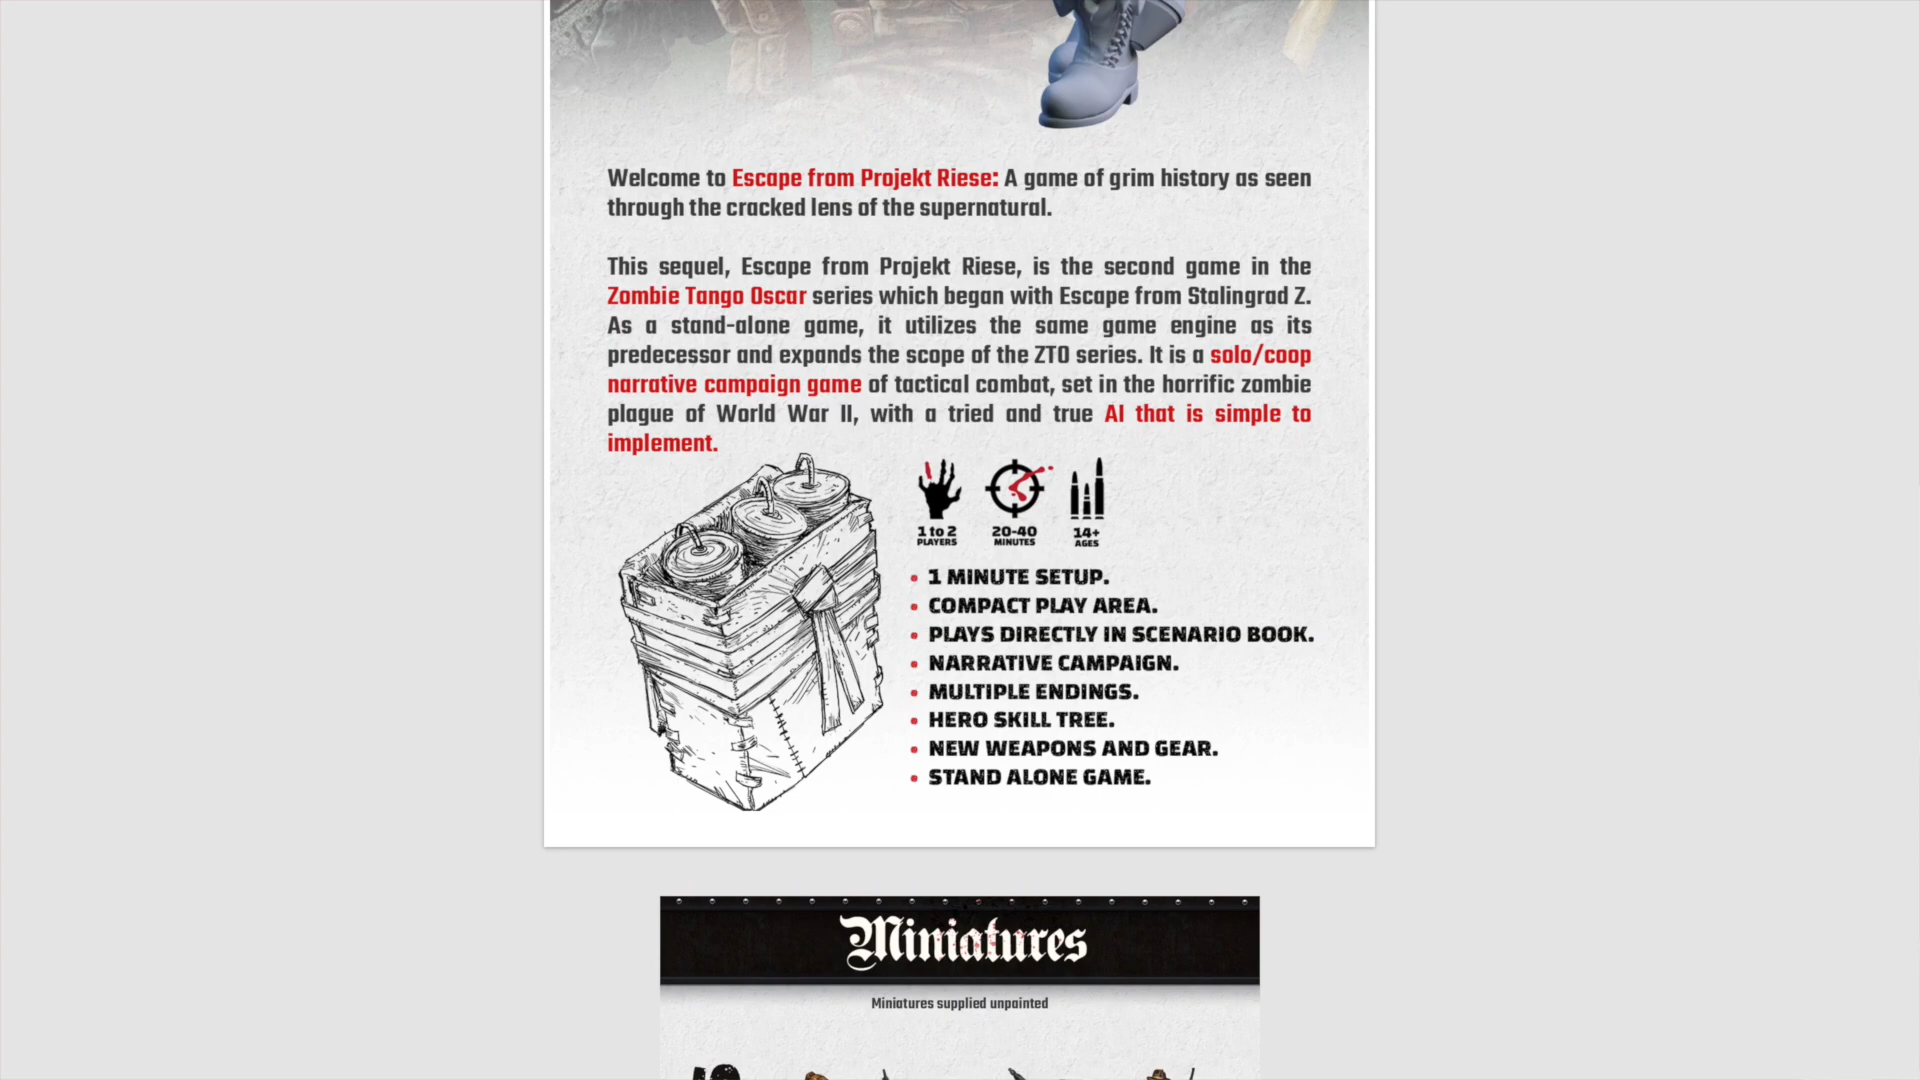 Welcome to Escape from Projekt Riese: A game of grim history as seen
through the cracked lens of the supernatural.
This sequel, Escape from Projekt Riese, is the second game in the
Zombie Tango Oscar series which began with Escape from Stalingrad Z.
As a stand-alone game, it utilizes the same game engine as its
predecessor and expands the scope of the ZTO series. It is a solo/coop
narrative campaign game of tactical combat, set in the horrific zombie
plague of World War II, with a tried and true AI that is simple to
implement.
1 to 2 20-40 14+
PLAYERS MINUTES AGES
• 1 MINUTE SETUP.
• COMPACT PLAY AREA.
• PLAYS DIRECTLY IN SCENARIO BOOK.
• NARRATIVE CAMPAIGN.
• MULTIPLE ENDINGS.
• HERO SKILL TREE.
• NEW WEAPONS AND GEAR.
• STAND ALONE GAME.
Miniatures
Miniatures supplied unpainted